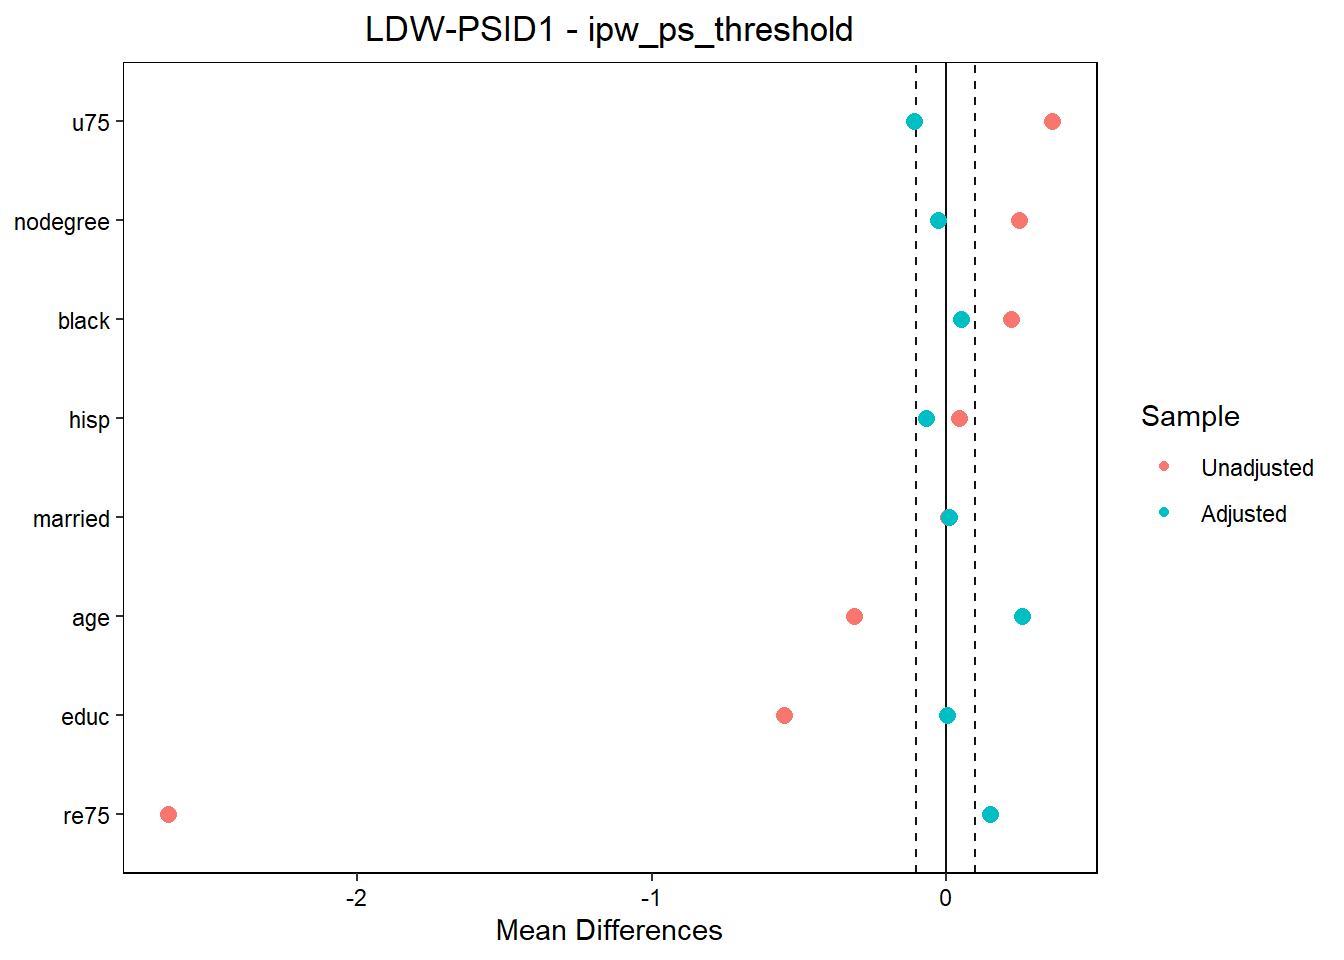 LDW-PSID1 - ipw_ps_threshold
u75
nodegree
black
hisp
married
age
educ
re75
-2
-1
0
Mean Differences
Sample
Unadjusted
Adjusted